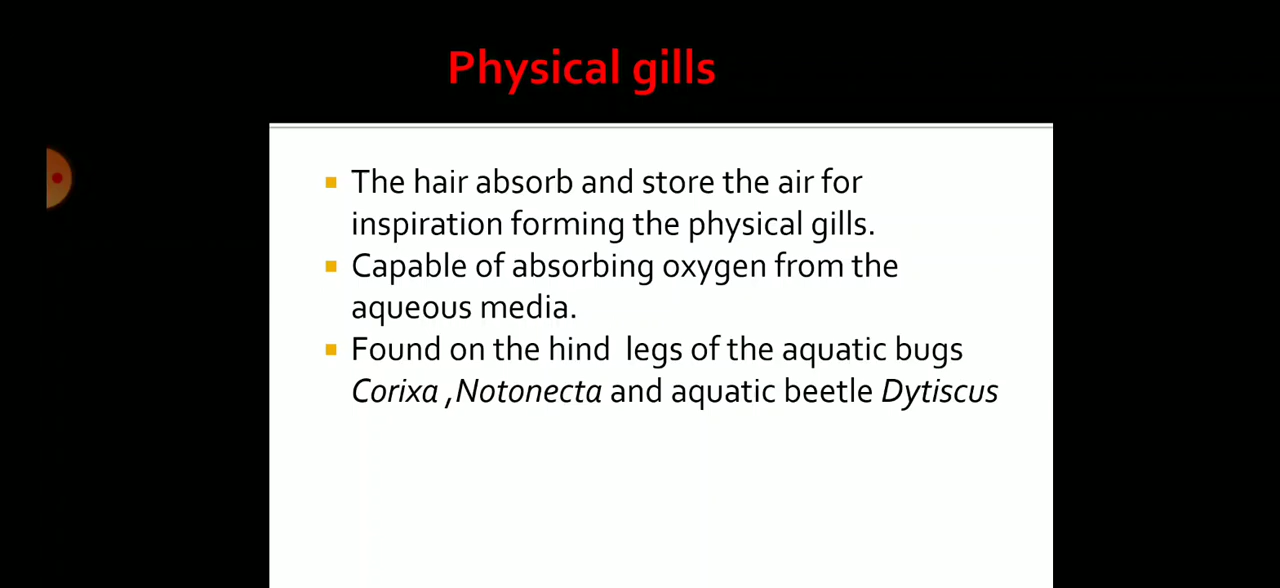 Physical gills
The hair absorb and store the air for
inspiration forming the physical gills.
Capable of absorbing oxygen from the
aqueous media.
Found on the hind  legs of the aquatic bugs
Corixa ,Notonecta and aquatic beetle Dytiscus